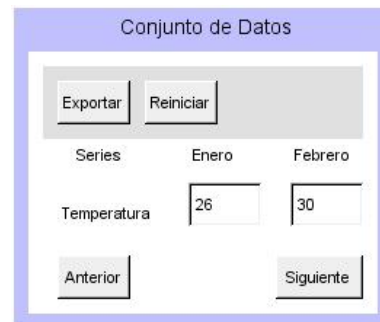 Conjunto de Datos
Exportar Reiniciar
Series Enero Febrero
Temperatura 26 30
Anterior Siguiente